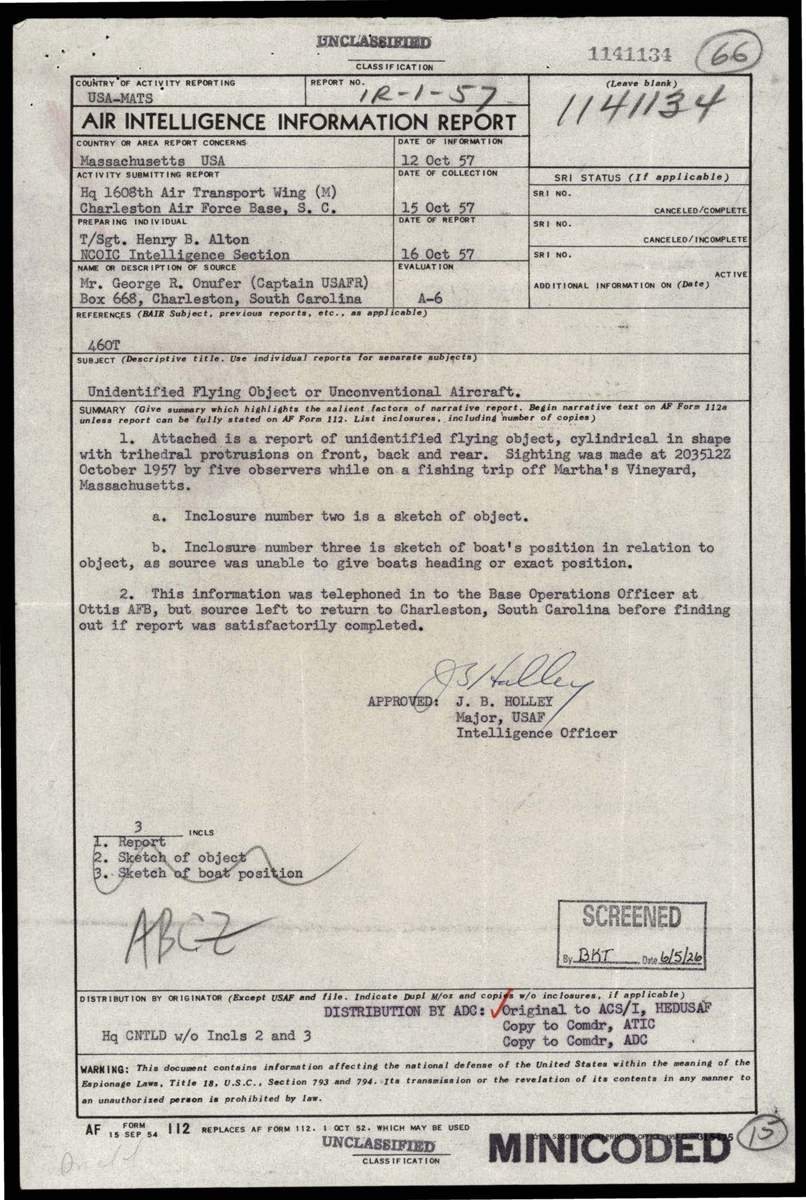 UNCLASSIFIED
CLASSIFICATION
1141134
66
COUNTRY OF ACTIVITY REPORTING
USA-MATS
REPORT NO.
IR-1-57
(Leave blank)
1141134
AIR INTELLIGENCE INFORMATION REPORT
COUNTRY OR AREA REPORT CONCERNS
Massachusetts USA
DATE OF INFORMATION
12 Oct 57
ACTIVITY SUBMITTING REPORT
Hq 1608th Air Transport Wing (M)
Charleston Air Force Base, S. C.
DATE OF COLLECTION
15 Oct 57
PREPARING INDIVIDUAL
T/Sgt. Henry B. Alton
NCOIC Intelligence Section
DATE OF REPORT
16 Oct 57
NAME OR DESCRIPTION OF SOURCE
Mr. George R. Onufer (Captain USAFR)
Box 668, Charleston, South Carolina
EVALUATION
A-6
SRI STATUS (If applicable)
SRI NO.
CANCELED/COMPLETE
SRI NO.
CANCELED/INCOMPLETE
SRI NO.
ACTIVE
ADDITIONAL INFORMATION ON (Date)
REFERENCES (BAIR Subject, previous reports, etc., as applicable)
460T
SUBJECT (Descriptive title. Use individual reports for separate subjects)
Unidentified Flying Object or Unconventional Aircraft.
SUMMARY (Give summary which highlights the salient factors of narrative report. Begin narrative text on AF Form 112a
unless report can be fully stated on AF Form 112. List inclosures, including number of copies)
1. Attached is a report of unidentified flying object, cylindrical in shape
with trihedral protrusions on front, back and rear. Sighting was made at 203512Z
October 1957 by five observers while on a fishing trip off Martha's Vineyard,
Massachusetts.
a. Inclosure number two is a sketch of object.
b. Inclosure number three is sketch of boat's position in relation to
object, as source was unable to give boats heading or exact position.
2. This information was telephoned in to the Base Operations Officer at
Ottis AFB, but source left to return to Charleston, South Carolina before finding
out if report was satisfactorily completed.
JB Holley
APPROVED: J. B. HOLLEY
Major, USAF
Intelligence Officer
3 INCLS
1. Report
2. Sketch of object
3. Sketch of boat position
SCREENED
By BKT Date 6/5/26
DISTRIBUTION BY ORIGINATOR (Except USAF and file. Indicate Dupl M/oz and copies w/o inclosures, if applicable)
Hq CNTLD w/o Incls 2 and 3
DISTRIBUTION BY ADC: Original to ACS/I, HEDUSAF
Copy to Comdr, ATIC
Copy to Comdr, ADC
WARNING: This document contains information affecting the national defense of the United States within the meaning of the
Espionage Laws, Title 18, U.S.C., Section 793 and 794. Its transmission or the revelation of its contents in any manner to
an unauthorized person is prohibited by law.
AF FORM 112 REPLACES AF FORM 112. 1 OCT 52. WHICH MAY BE USED
15 SEP 54
UNCLASSIFIED
CLASSIFICATION
MINICODED
15